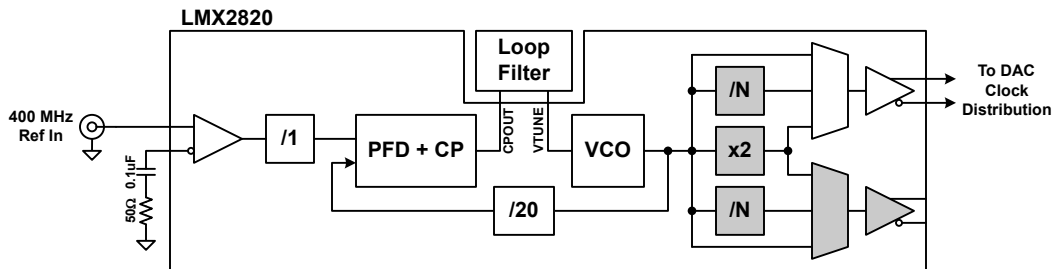 LMX2820
Loop
Filter
400 MHz
Ref In
/1
PFD + CP
CPOUT
VTUNE
VCO
/20
/N
x2
/N
To DAC
Clock
Distribution
50Ω 0.1uF